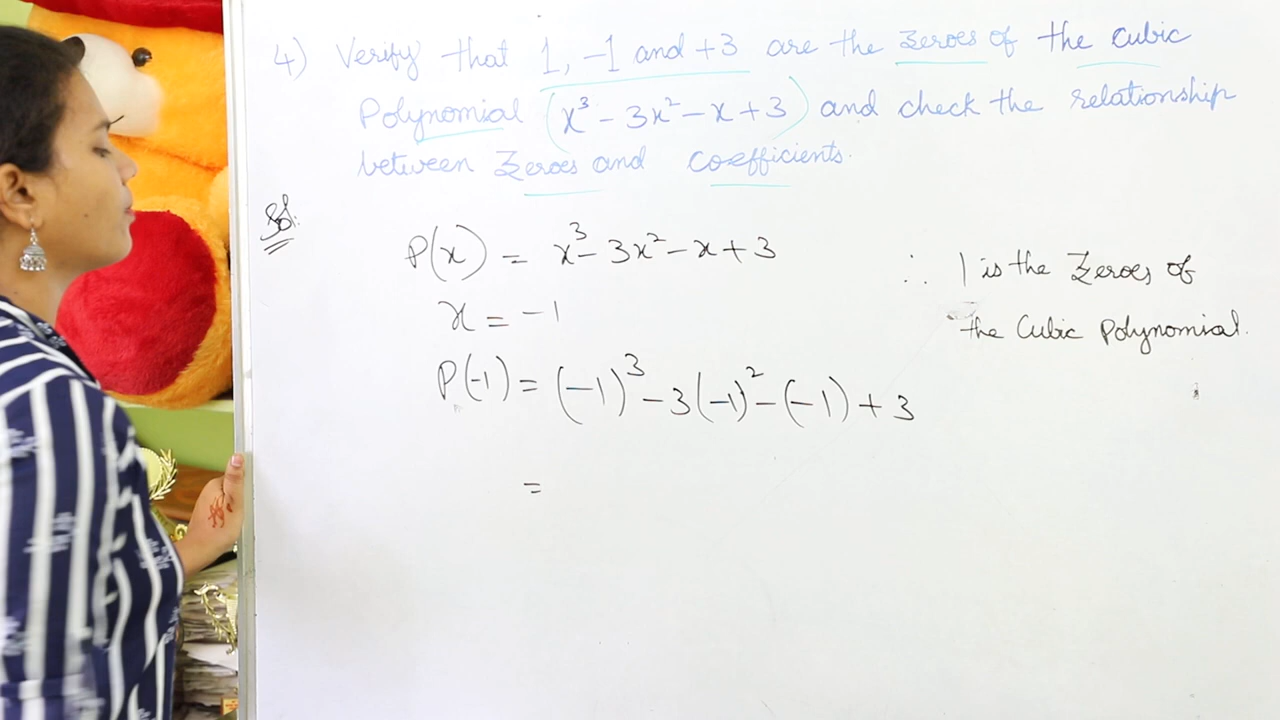 4) Verify that 1, -1 and +3 are the zeroes of the cubic
Polynomial (x³ - 3x² - x + 3) and check the relationship
between zeroes and coefficients.
Sol:
P(x) = x³ - 3x² - x + 3
x = -1
P(-1) = (-1)³ - 3(-1)² - (-1) + 3
=
∴ 1 is the zeroes of
the Cubic Polynomial.